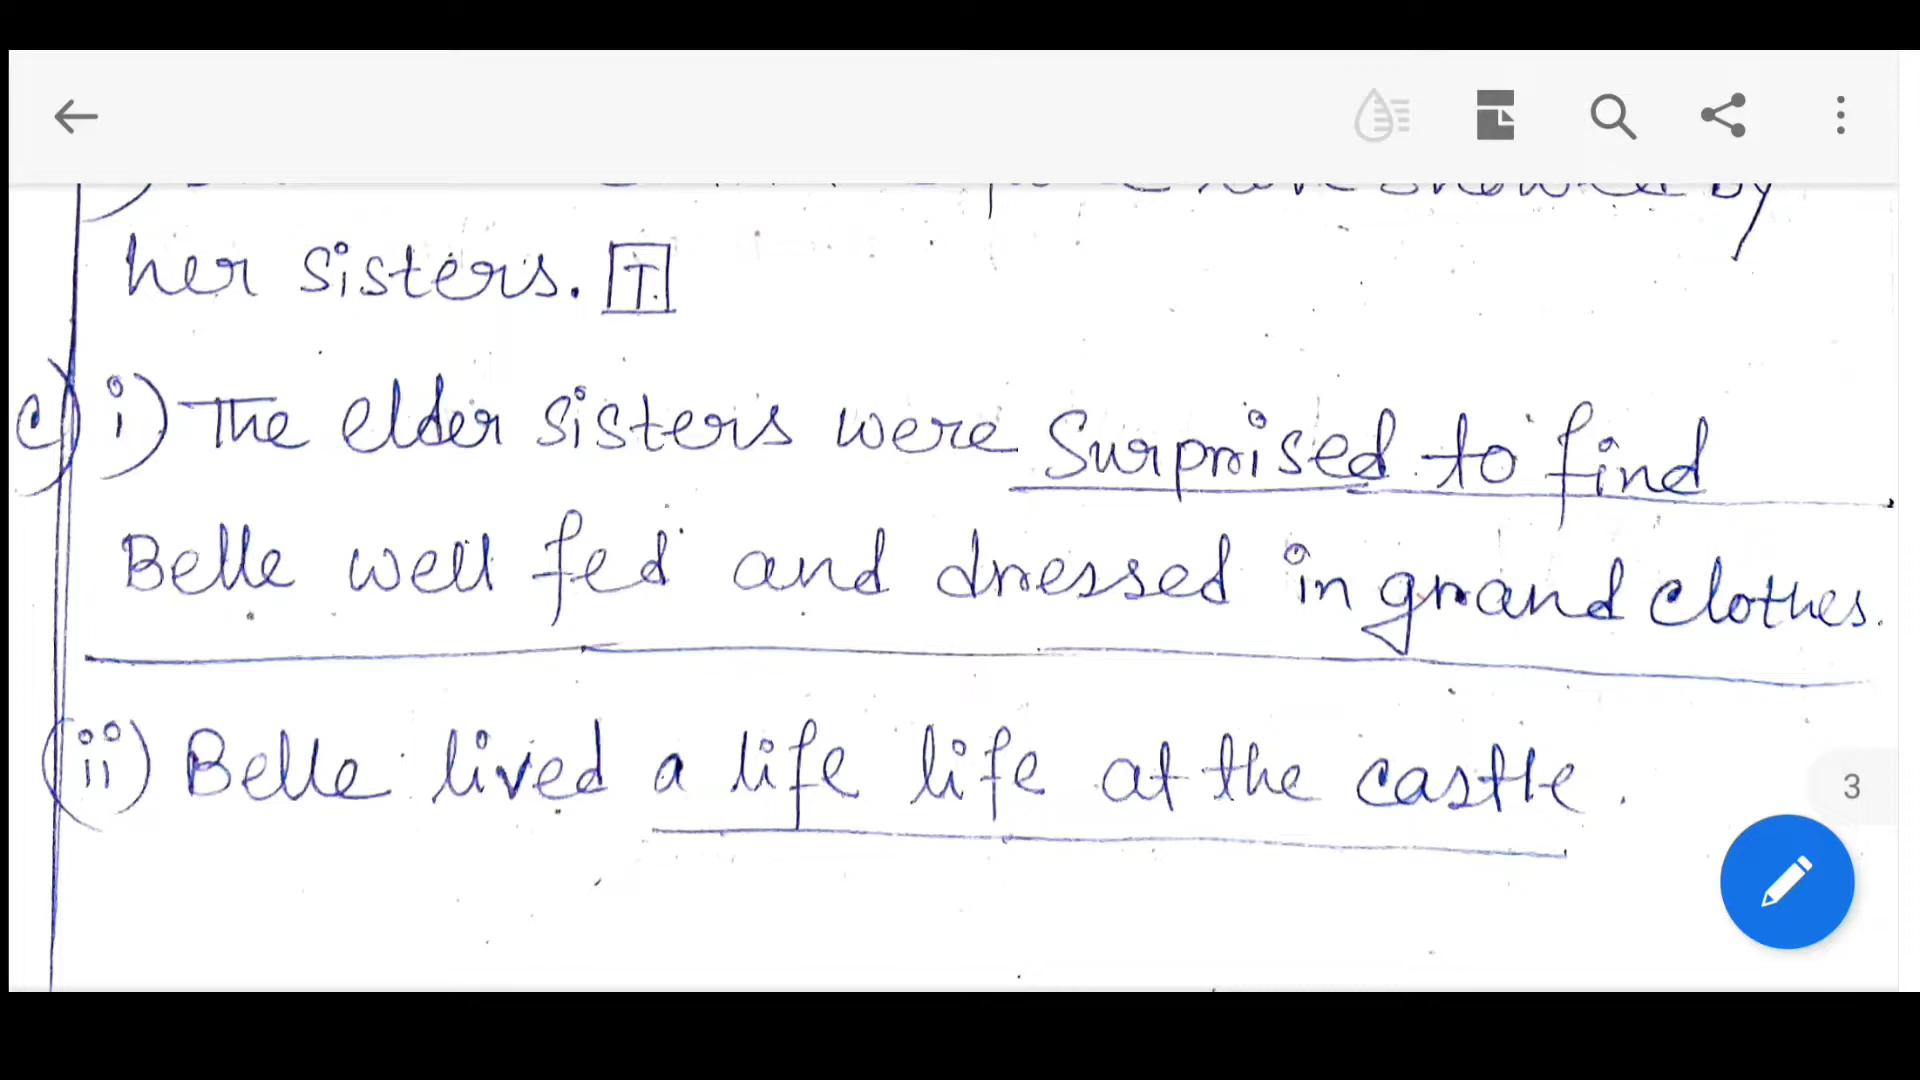 by
her sisters. T.
c) i) The elder sisters were surprised to find
Belle well fed and dressed in grand clothes.
(ii) Belle lived a life life at the castle.
3